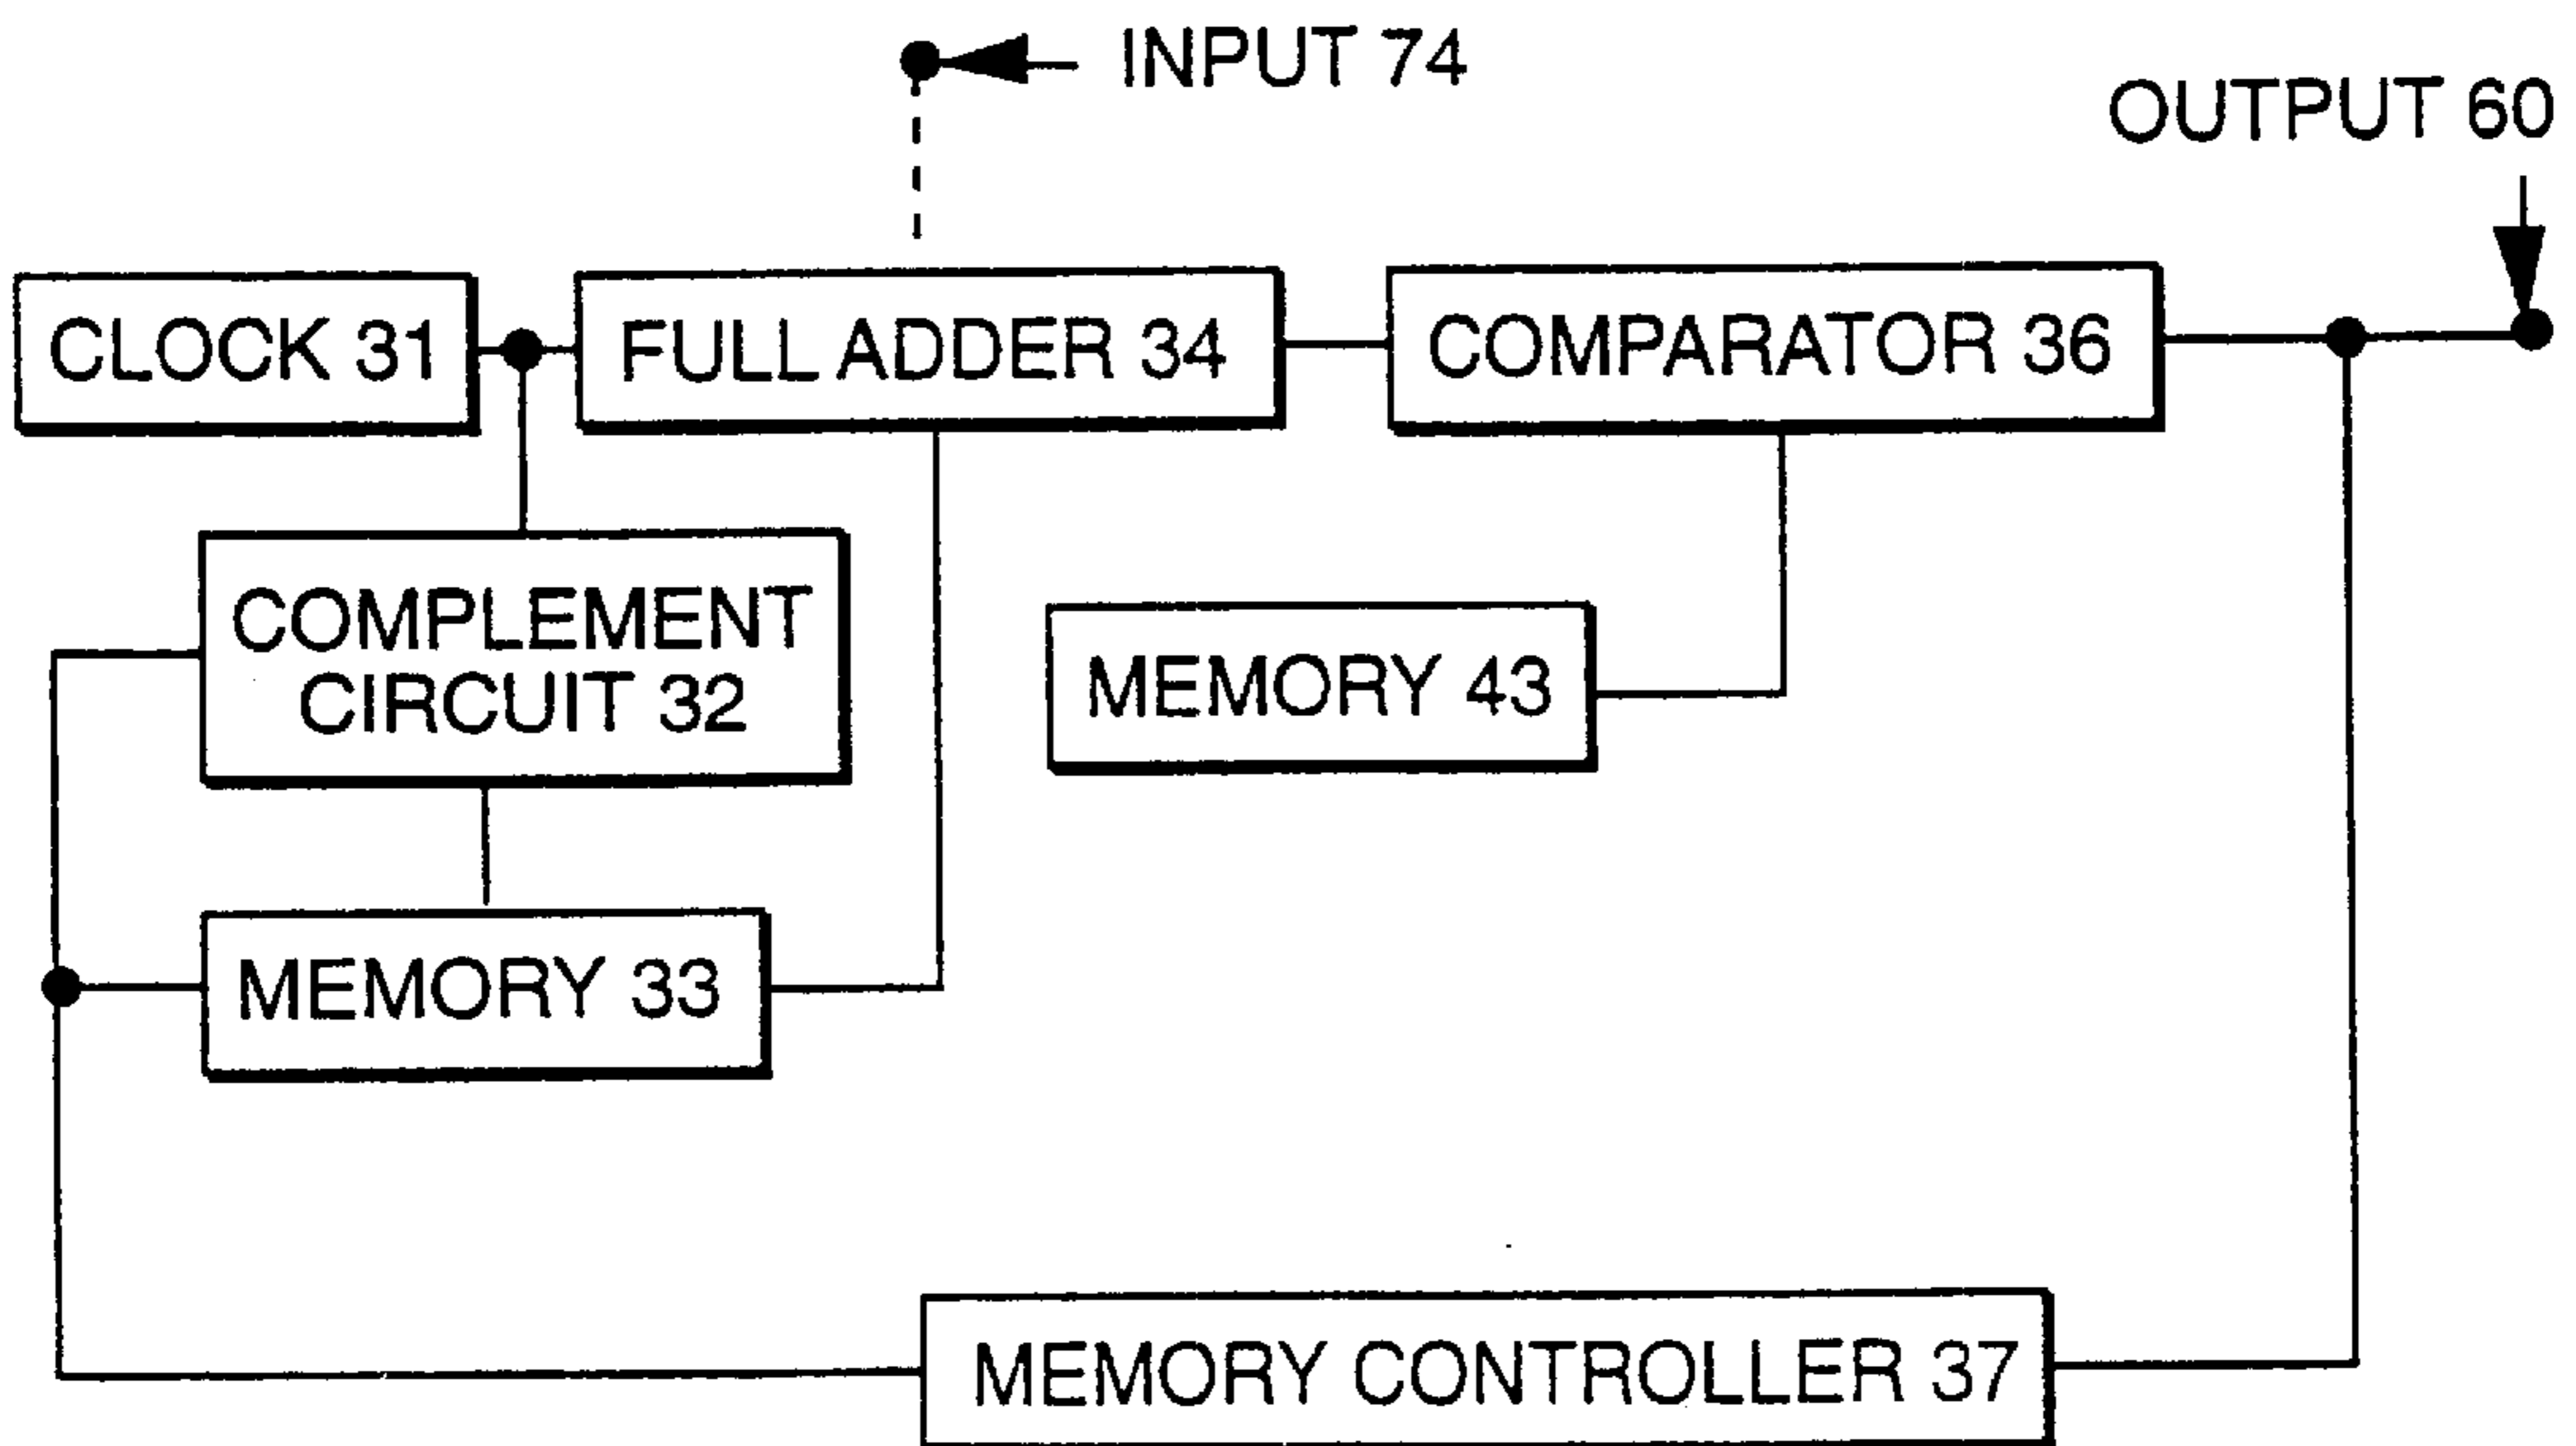 INPUT 74
OUTPUT 60
CLOCK 31
FULL ADDER 34
COMPARATOR 36
COMPLEMENT
CIRCUIT 32
MEMORY 43
MEMORY 33
MEMORY CONTROLLER 37